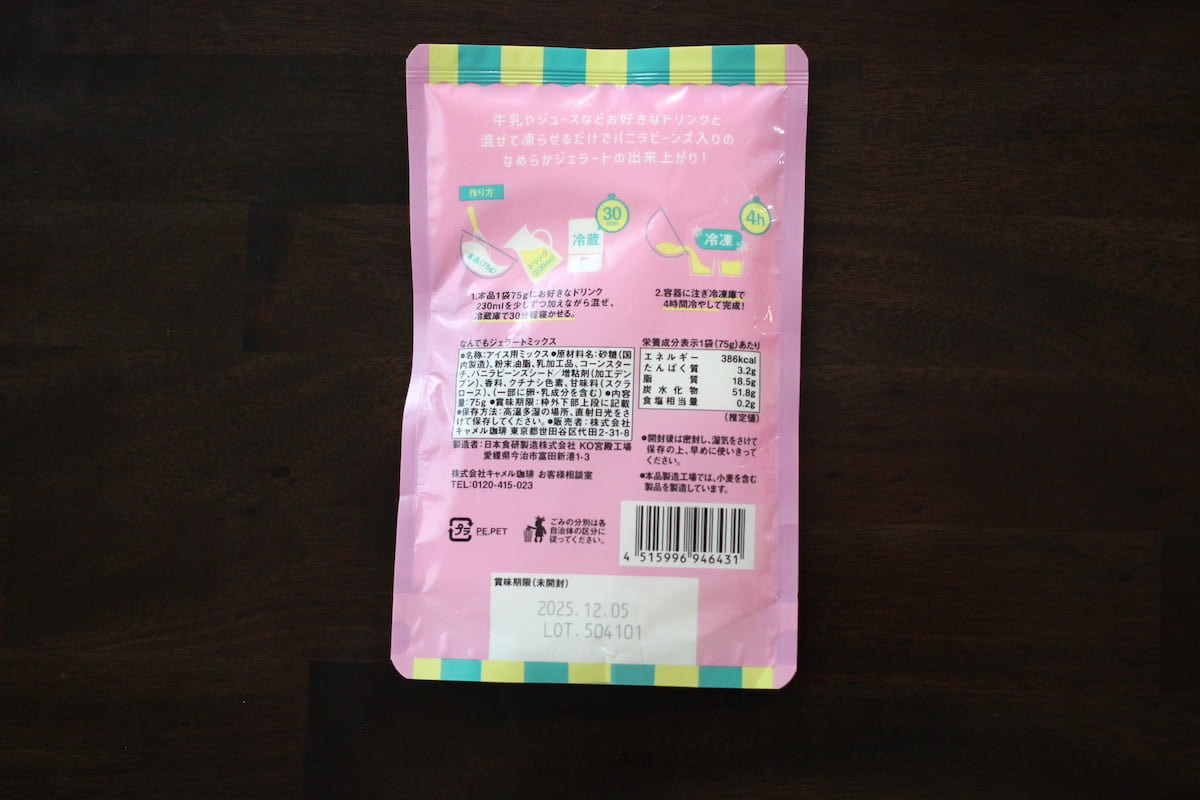 牛乳やジュースなどお好きなドリンクと
混ぜて凍らせるだけでバニラビーンズ入りの
なめらかジェラートの出来上がり！
作り方
本品(75g)
ドリンク
(230ml)
冷蔵
30
min
冷凍
4h
1.本品1袋75gにお好きなドリンク
230mlを少しずつ加えながら混ぜ、
冷蔵庫で30分程寝かせる。
2.容器に注ぎ冷凍庫で
4時間冷やして完成！
なんでもジェラートミックス
●名称：アイス用ミックス●原材料名：砂糖（国
内製造）、粉末油脂、乳加工品、コーンスター
チ、バニラビーンズシード／増粘剤（加工デン
プン）、香料、クチナシ色素、甘味料（スクラ
ロース）、（一部に卵・乳成分を含む）●内容
量：75g ●賞味期限：枠外下部上段に記載
●保存方法：高温多湿の場所、直射日光をさ
けて保存してください。●販売者：株式会社
キャメル珈琲 東京都世田谷区代田2-31-8
製造者：日本食研製造株式会社 KO宮殿工場
愛媛県今治市富田新港1-3
株式会社キャメル珈琲 お客様相談室
TEL:0120-415-023
栄養成分表示1袋（75g）あたり
エネルギー 386kcal
たんぱく質 3.2g
脂質 18.5g
炭水化物 51.8g
食塩相当量 0.2g
（推定値）
●開封後は密封し、湿気をさけて
保存の上、早めに使いきって
ください。
●本品製造工場では、小麦を含む
製品を製造しています。
プラ
PE,PET
ごみの分別は各
自治体の区分に
従ってください。
4 515996 946431
賞味期限（未開封）
2025.12.05
LOT.504101